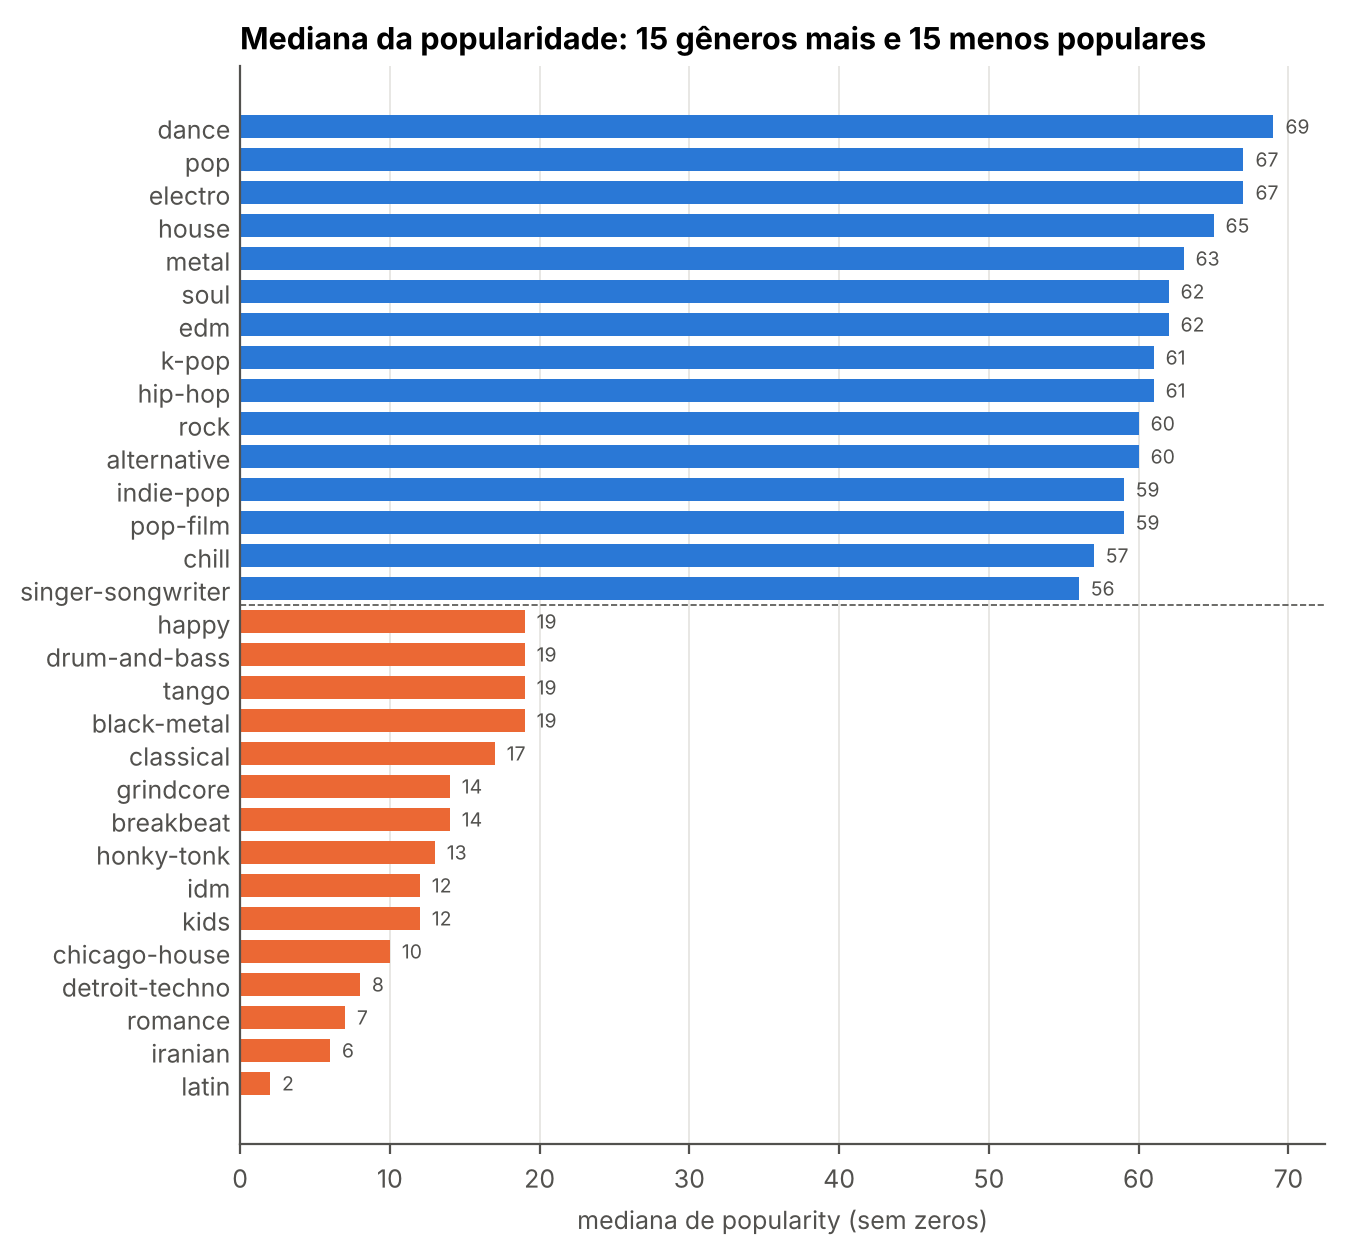 Mediana da popularidade: 15 gêneros mais e 15 menos populares
dance 69
pop 67
electro 67
house 65
metal 63
soul 62
edm 62
k-pop 61
hip-hop 61
rock 60
alternative 60
indie-pop 59
pop-film 59
chill 57
singer-songwriter 56
happy 19
drum-and-bass 19
tango 19
black-metal 19
classical 17
grindcore 14
breakbeat 14
honky-tonk 13
idm 12
kids 12
chicago-house 10
detroit-techno 8
romance 7
iranian 6
latin 2
0 10 20 30 40 50 60 70
mediana de popularity (sem zeros)